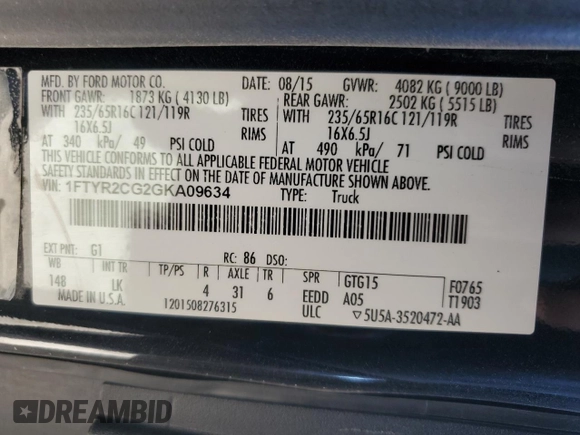 MFD. BY FORD MOTOR CO. DATE: 08/15 GVWR: 4082 KG ( 9000 LB)
FRONT GAWR: 1873 KG ( 4130 LB) REAR GAWR: 2502 KG ( 5515 LB)
WITH 235/65R16C 121/119R TIRES WITH 235/65R16C 121/119R TIRES
16X6.5J RIMS 16X6.5J RIMS
AT 340 kPa/ 49 PSI COLD AT 490 kPa/ 71 PSI COLD
THIS VEHICLE CONFORMS TO ALL APPLICABLE FEDERAL MOTOR VEHICLE
SAFETY STANDARDS IN EFFECT ON THE DATE OF MANUFACTURE SHOWN ABOVE.
VIN: 1FTYR2CG2GKA09634 TYPE: Truck
EXT PNT: G1 RC: 86 DSO:
WB INT TR TP/PS R AXLE TR SPR GTG15 F0765
148 LK 4 31 6 EEDD A05 T1903
MADE IN U.S.A. 1201508276315 ULC ▽5U5A-3520472-AA
DREAMBID